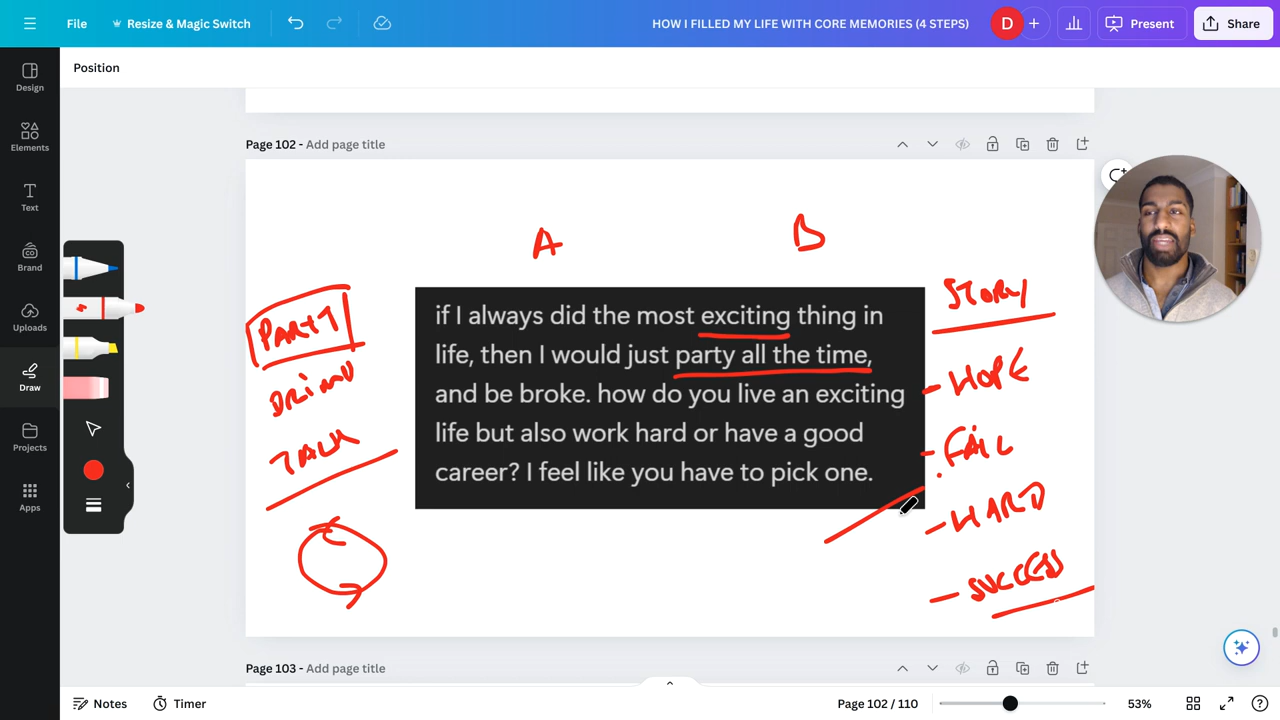 File
Resize & Magic Switch
HOW I FILLED MY LIFE WITH CORE MEMORIES (4 STEPS)
D
Present
Share
Position
Design
Elements
Text
Brand
Uploads
Draw
Projects
Apps
Page 102 - Add page title
A
B
PARTY
DRINK
TALK
if I always did the most exciting thing in
life, then I would just party all the time,
and be broke. how do you live an exciting
life but also work hard or have a good
career? I feel like you have to pick one.
STORY
- HOPE
- FAIL
- HARD
- SUCCESS
Page 103 - Add page title
Notes
Timer
Page 102 / 110
53%